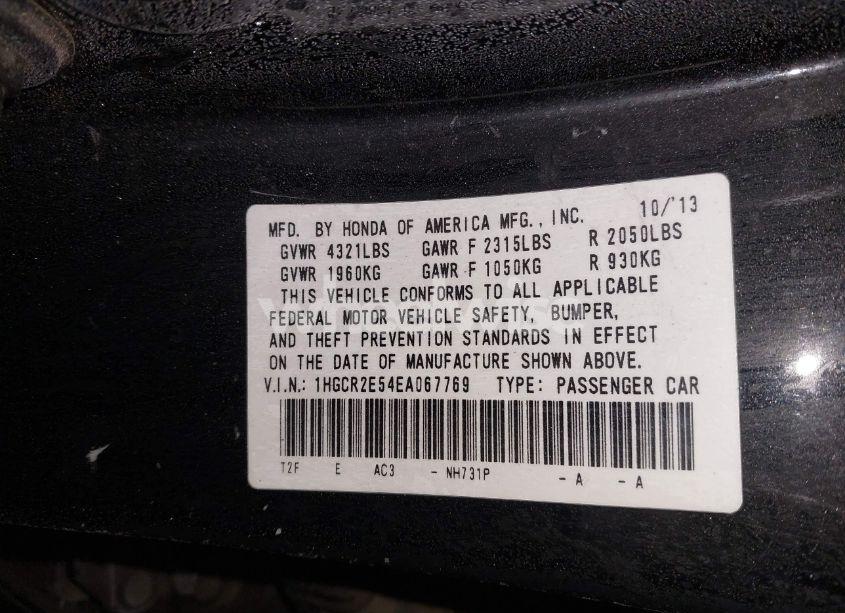 MFD. BY HONDA OF AMERICA MFG., INC. 10/'13
GVWR 4321LBS GAWR F 2315LBS R 2050LBS
GVWR 1960KG GAWR F 1050KG R 930KG
THIS VEHICLE CONFORMS TO ALL APPLICABLE
FEDERAL MOTOR VEHICLE SAFETY, BUMPER,
AND THEFT PREVENTION STANDARDS IN EFFECT
ON THE DATE OF MANUFACTURE SHOWN ABOVE.
V.I.N.: 1HGCR2E54EA067769 TYPE: PASSENGER CAR
T2F E AC3 - NH731P - A - A